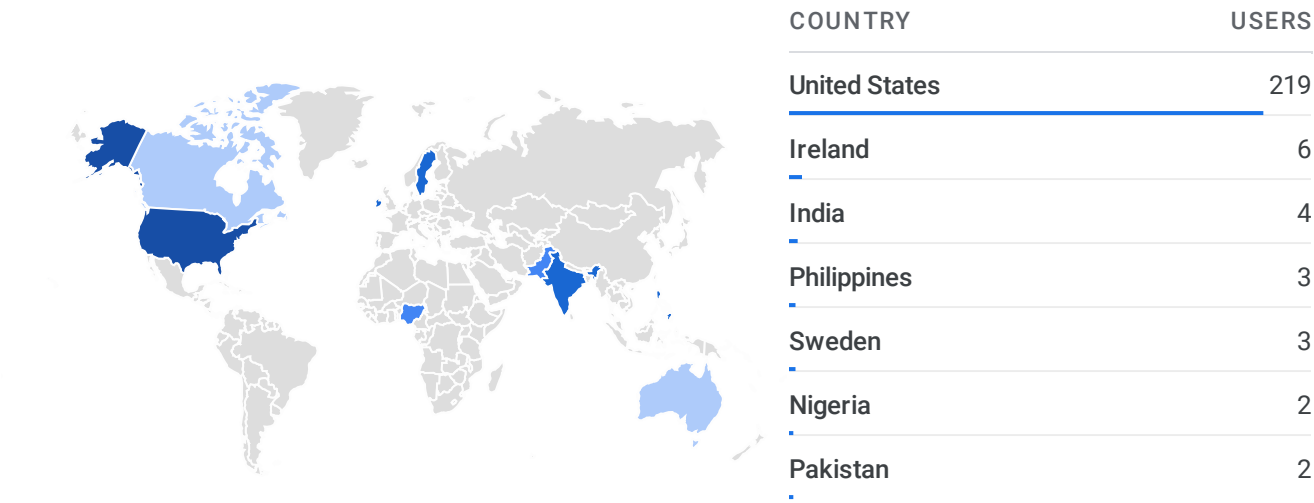 COUNTRY USERS
United States 219
Ireland 6
India 4
Philippines 3
Sweden 3
Nigeria 2
Pakistan 2